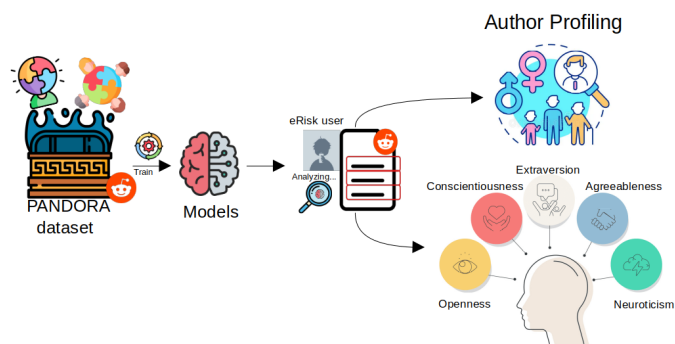 Author Profiling
eRisk user
Analyzing...
Train
PANDORA
dataset
Models
Extraversion
Conscientiousness
Agreeableness
Openness
Neuroticism